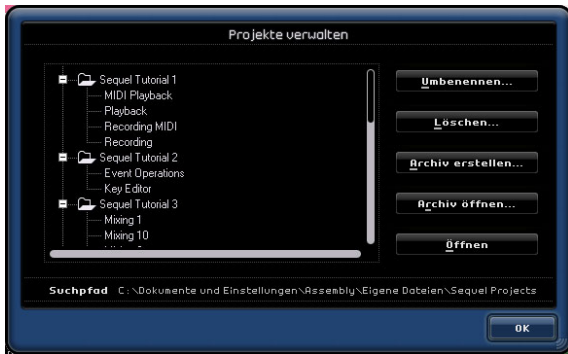 Projekte verwalten
Sequel Tutorial 1
MIDI Playback
Playback
Recording MIDI
Recording
Sequel Tutorial 2
Event Operations
Key Editor
Sequel Tutorial 3
Mixing 1
Mixing 10
Umbenennen...
Löschen...
Archiv erstellen...
Archiv öffnen...
Öffnen
Suchpfad C:\Dokumente und Einstellungen\Assembly\Eigene Dateien\Sequel Projects
OK